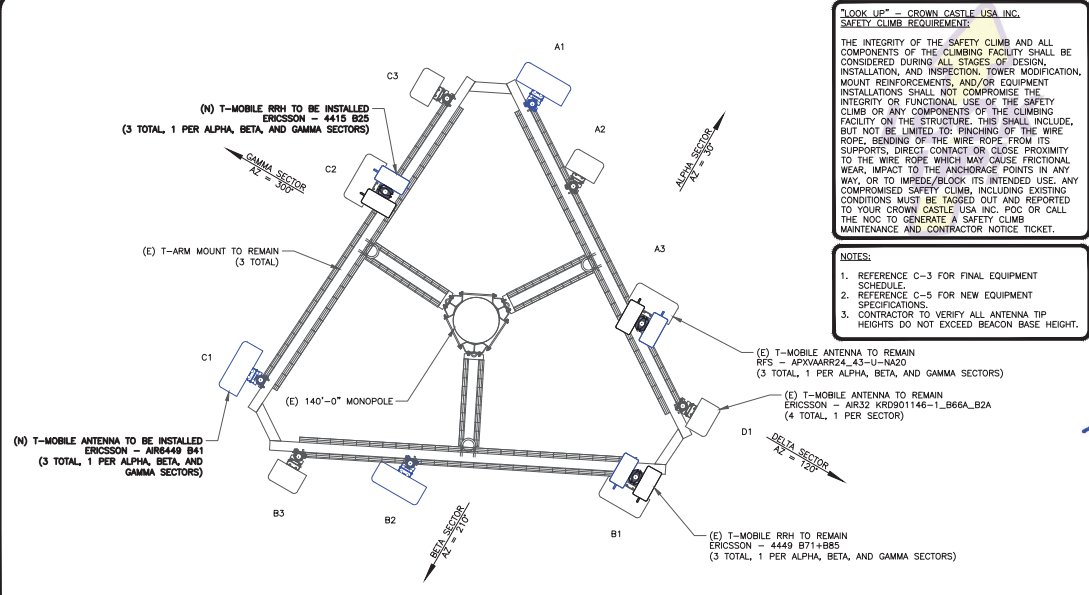 "LOOK UP" – CROWN CASTLE USA INC.
SAFETY CLIMB REQUIREMENT:
THE INTEGRITY OF THE SAFETY CLIMB AND ALL
COMPONENTS OF THE CLIMBING FACILITY SHALL BE
CONSIDERED DURING ALL STAGES OF DESIGN,
INSTALLATION, AND INSPECTION. TOWER MODIFICATION,
MOUNT REINFORCEMENTS, AND/OR EQUIPMENT
INSTALLATIONS SHALL NOT COMPROMISE THE
INTEGRITY OR FUNCTIONAL USE OF THE SAFETY
CLIMB OR ANY COMPONENTS OF THE CLIMBING
FACILITY ON THE STRUCTURE. THIS SHALL INCLUDE,
BUT NOT BE LIMITED TO: PINCHING OF THE WIRE
ROPE, BENDING OF THE WIRE ROPE FROM ITS
SUPPORTS, DIRECT CONTACT OR CLOSE PROXIMITY
TO THE WIRE ROPE WHICH MAY CAUSE FRICTIONAL
WEAR, IMPACT TO THE ANCHORAGE POINTS IN ANY
WAY, OR TO IMPEDE/BLOCK ITS INTENDED USE. ANY
COMPROMISED SAFETY CLIMB, INCLUDING EXISTING
CONDITIONS MUST BE TAGGED OUT AND REPORTED
TO YOUR CROWN CASTLE USA INC. POC OR CALL
THE NOC TO GENERATE A SAFETY CLIMB
MAINTENANCE AND CONTRACTOR NOTICE TICKET.
NOTES:
1. REFERENCE C-3 FOR FINAL EQUIPMENT
SCHEDULE.
2. REFERENCE C-5 FOR NEW EQUIPMENT
SPECIFICATIONS.
3. CONTRACTOR TO VERIFY ALL ANTENNA TIP
HEIGHTS DO NOT EXCEED BEACON BASE HEIGHT.
A1
C3
(N) T-MOBILE RRH TO BE INSTALLED
ERICSSON – 4415 B25
(3 TOTAL, 1 PER ALPHA, BETA, AND GAMMA SECTORS)
A2
ALPHA SECTOR
AZ = 30°
GAMMA SECTOR
AZ = 300°
C2
(E) T-ARM MOUNT TO REMAIN
(3 TOTAL)
A3
C1
(E) T-MOBILE ANTENNA TO REMAIN
RFS – APXVAARR24_43-U-NA20
(3 TOTAL, 1 PER ALPHA, BETA, AND GAMMA SECTORS)
(E) 140'-0" MONOPOLE
(E) T-MOBILE ANTENNA TO REMAIN
ERICSSON – AIR32 KRD901146-1_B66A_B2A
(4 TOTAL, 1 PER SECTOR)
D1
DELTA SECTOR
AZ = 120°
(N) T-MOBILE ANTENNA TO BE INSTALLED
ERICSSON – AIR6449 B41
(3 TOTAL, 1 PER ALPHA, BETA, AND
GAMMA SECTORS)
B3
B2
BETA SECTOR
AZ = 210°
B1
(E) T-MOBILE RRH TO REMAIN
ERICSSON – 4449 B71+B85
(3 TOTAL, 1 PER ALPHA, BETA, AND GAMMA SECTORS)